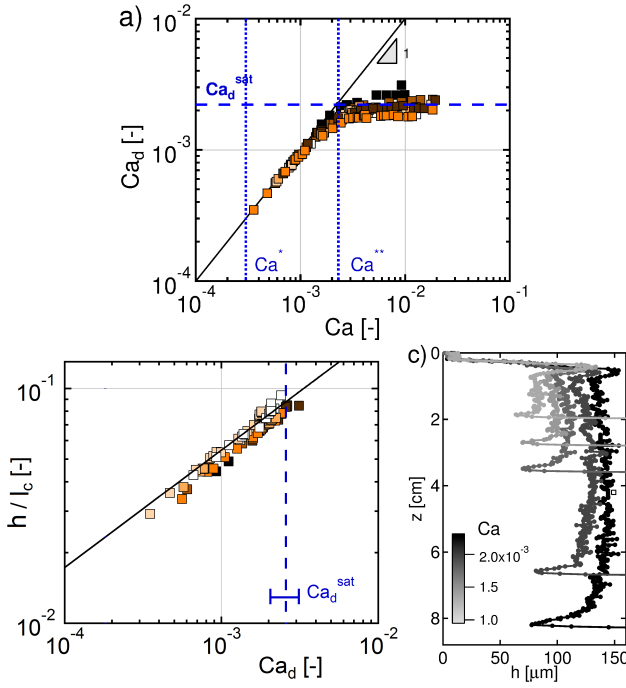 a)
10^-2
10^-3
10^-4
Ca_d [-]
Ca_d^sat
1
Ca^*
Ca^**
10^-4
10^-3
10^-2
10^-1
Ca [-]
10^-1
10^-2
h / l_c [-]
Ca_d^sat
10^-4
10^-3
10^-2
Ca_d [-]
c)
0
2
4
6
8
z [cm]
Ca
2.0x10^-3
1.5
1.0
0
50
100
150
h [μm]